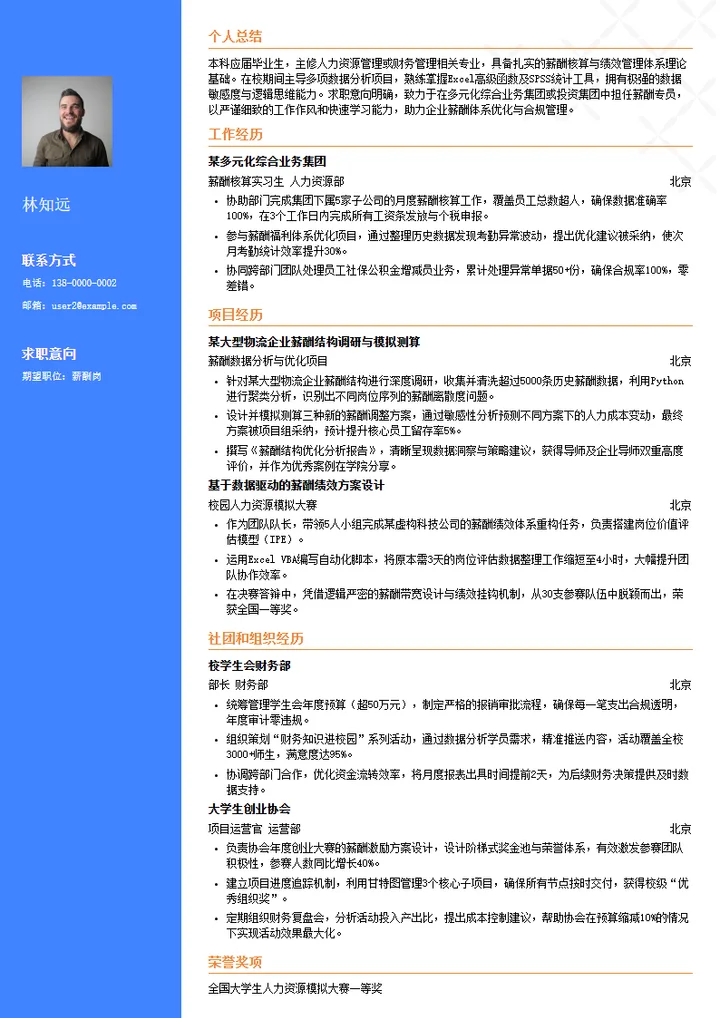 林知远
联系方式
电话：138-0000-0002
邮箱：user2@example.com
求职意向
期望职位：薪酬岗
个人总结
本科应届毕业生，主修人力资源管理或财务管理相关专业，具备扎实的薪酬核算与绩效管理体系理论
基础。在校期间主导多项数据分析项目，熟练掌握Excel高级函数及SPSS统计工具，拥有极强的数据
敏感度与逻辑思维能力。求职意向明确，致力于在多元化综合业务集团或投资集团中担任薪酬专员，
以严谨细致的工作作风和快速学习能力，助力企业薪酬体系优化与合规管理。
工作经历
某多元化综合业务集团
薪酬核算实习生 人力资源部 北京
• 协助部门完成集团下属5家子公司的月度薪酬核算工作，覆盖员工总数超人，确保数据准确率
100%，在3个工作日内完成所有工资条发放与个税申报。
• 参与薪酬福利体系优化项目，通过整理历史数据发现考勤异常波动，提出优化建议被采纳，使次
月考勤统计效率提升30%。
• 协同跨部门团队处理员工社保公积金增减员业务，累计处理异常单据50+份，确保合规率100%，零
差错。
项目经历
某大型物流企业薪酬结构调研与模拟测算
薪酬数据分析与优化项目 北京
• 针对某大型物流企业薪酬结构进行深度调研，收集并清洗超过5000条历史薪酬数据，利用Python
进行聚类分析，识别出不同岗位序列的薪酬离散度问题。
• 设计并模拟测算三种新的薪酬调整方案，通过敏感性分析预测不同方案下的人力成本变动，最终
方案被项目组采纳，预计提升核心员工留存率5%。
• 撰写《薪酬结构优化分析报告》，清晰呈现数据洞察与策略建议，获得导师及企业导师双重高度
评价，并作为优秀案例在学院分享。
基于数据驱动的薪酬绩效方案设计
校园人力资源模拟大赛 北京
• 作为团队队长，带领5人小组完成某虚构科技公司的薪酬绩效体系重构任务，负责搭建岗位价值评
估模型（IPE）。
• 运用Excel VBA编写自动化脚本，将原本需3天的岗位评估数据整理工作缩短至4小时，大幅提升团
队协作效率。
• 在决赛答辩中，凭借逻辑严密的薪酬带宽设计与绩效挂钩机制，从30支参赛队伍中脱颖而出，荣
获全国一等奖。
社团和组织经历
校学生会财务部
部长 财务部 北京
• 统筹管理学生会年度预算（超50万元），制定严格的报销审批流程，确保每一笔支出合规透明，
年度审计零违规。
• 组织策划“财务知识进校园”系列活动，通过数据分析学员需求，精准推送内容，活动覆盖全校
3000+师生，满意度达95%。
• 协调跨部门合作，优化资金流转效率，将月度报表出具时间提前2天，为后续财务决策提供及时数
据支持。
大学生创业协会
项目运营官 运营部 北京
• 负责协会年度创业大赛的薪酬激励方案设计，设计阶梯式奖金池与荣誉体系，有效激发参赛团队
积极性，参赛人数同比增长40%。
• 建立项目进度追踪机制，利用甘特图管理3个核心子项目，确保所有节点按时交付，获得校级“优
秀组织奖”。
• 定期组织财务复盘会，分析活动投入产出比，提出成本控制建议，帮助协会在预算缩减10%的情况
下实现活动效果最大化。
荣誉奖项
全国大学生人力资源模拟大赛一等奖